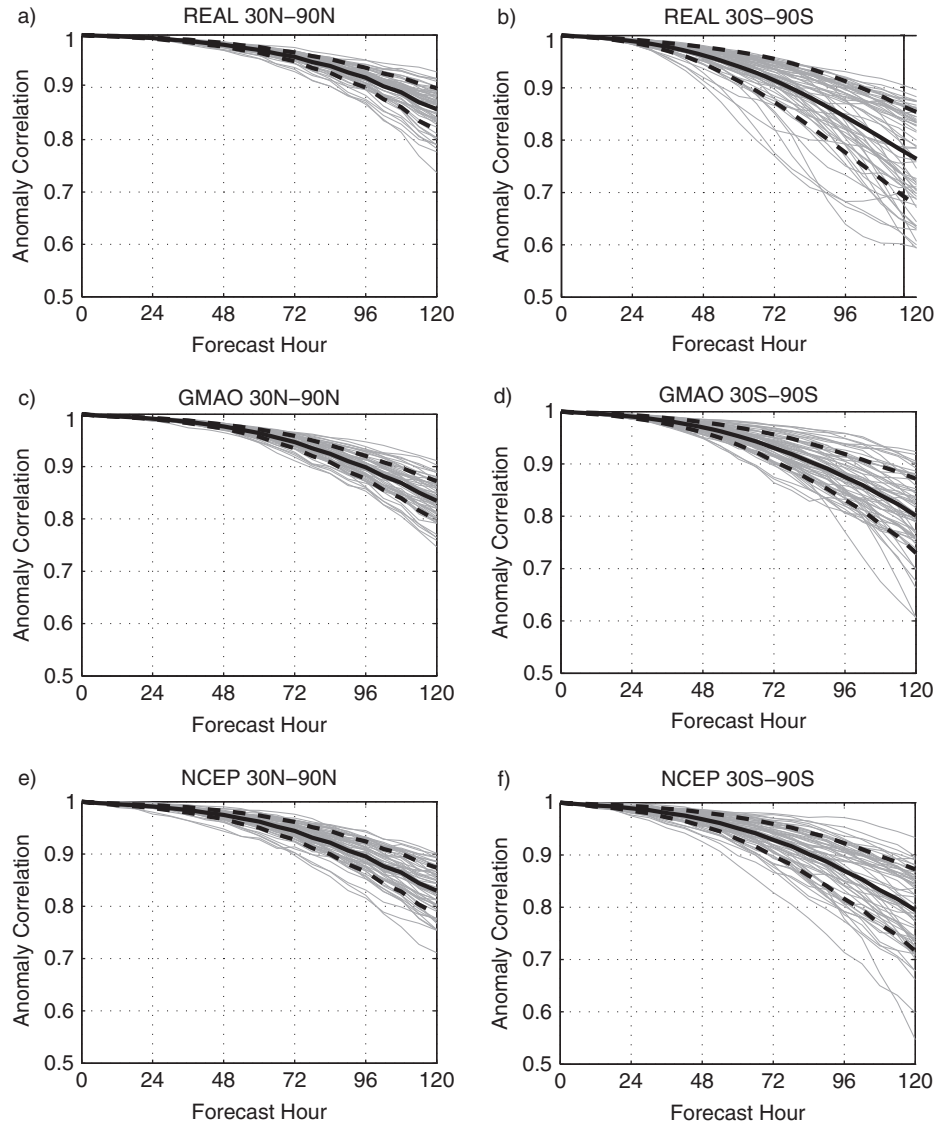 a) REAL 30N−90N
1
0.9
0.8
0.7
0.6
0.5
Anomaly Correlation
0 24 48 72 96 120
Forecast Hour
b) REAL 30S−90S
1
0.9
0.8
0.7
0.6
0.5
Anomaly Correlation
0 24 48 72 96 120
Forecast Hour
c) GMAO 30N−90N
1
0.9
0.8
0.7
0.6
0.5
Anomaly Correlation
0 24 48 72 96 120
Forecast Hour
d) GMAO 30S−90S
1
0.9
0.8
0.7
0.6
0.5
Anomaly Correlation
0 24 48 72 96 120
Forecast Hour
e) NCEP 30N−90N
1
0.9
0.8
0.7
0.6
0.5
Anomaly Correlation
0 24 48 72 96 120
Forecast Hour
f) NCEP 30S−90S
1
0.9
0.8
0.7
0.6
0.5
Anomaly Correlation
0 24 48 72 96 120
Forecast Hour